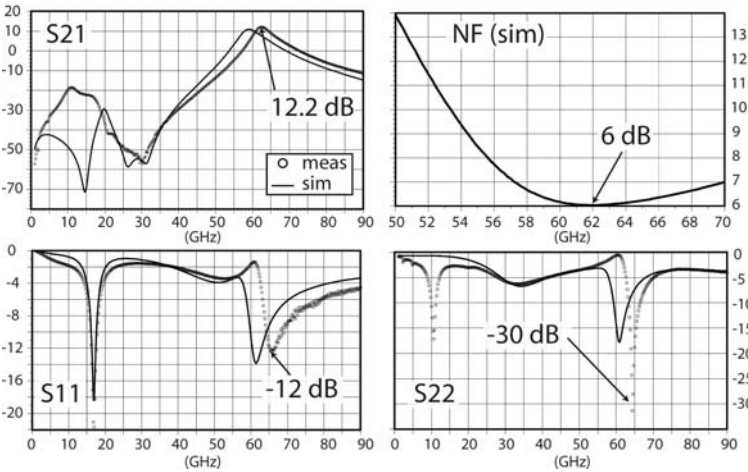 S21
20
10
0
-10
-30
-50
-70
12.2 dB
meas
sim
0 10 20 30 40 50 60 70 80 90
(GHz)
NF (sim)
13
12
11
10
9
8
7
6
6 dB
50 52 54 56 58 60 62 64 66 68 70
(GHz)
0
-4
-8
-12
-16
-20
S11
-12 dB
0 10 20 30 40 50 60 70 80 90
(GHz)
S22
0
-5
-10
-15
-20
-25
-30
-30 dB
0 10 20 30 40 50 60 70 80 90
(GHz)